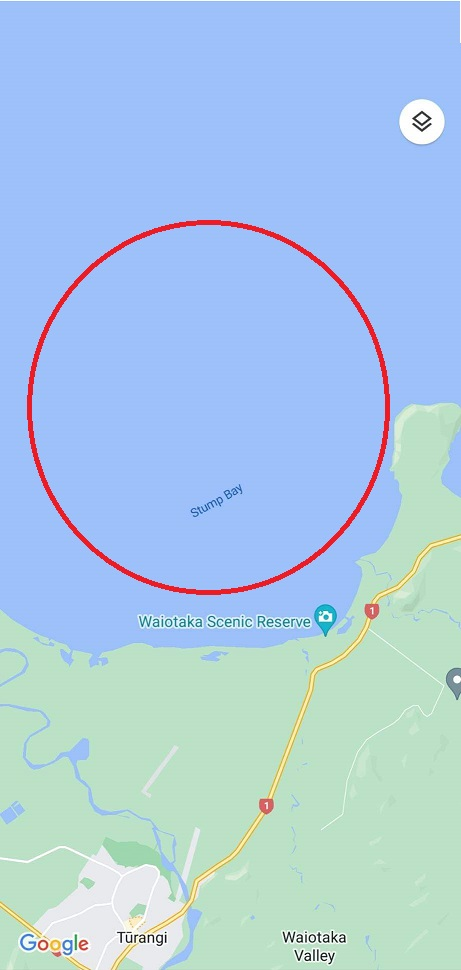 Stump Bay
Waiotaka Scenic Reserve
1
1
Google
Tūrangi
Waiotaka
Valley